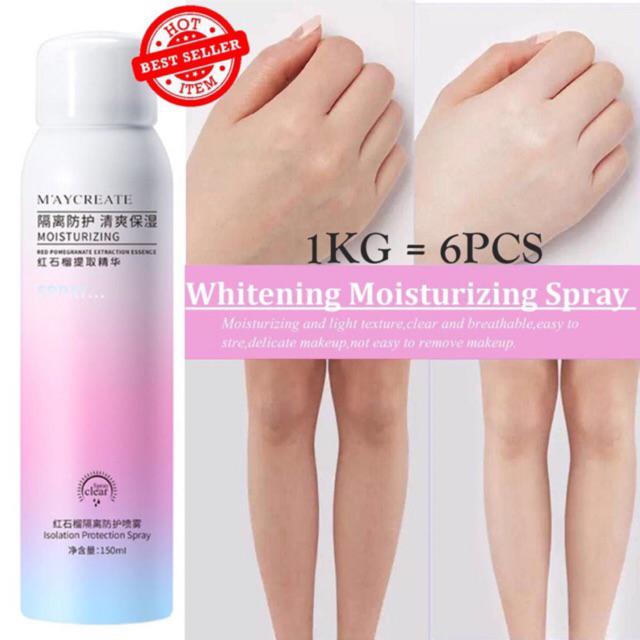 HOT
BEST SELLER
ITEM
M'AYCREATE
隔离防护 清爽保湿
MOISTURIZING
RED POMEGRANATE EXTRACTION ESSENCE
红石榴提取精华
1KG = 6PCS
Whitening Moisturizing Spray
Moisturizing and light texture,clear and breathable,easy to
stre,delicate makeup,not easy to remove makeup.
Spray
clear
红石榴隔离防护喷雾
Isolation Protection Spray
净含量:150ml